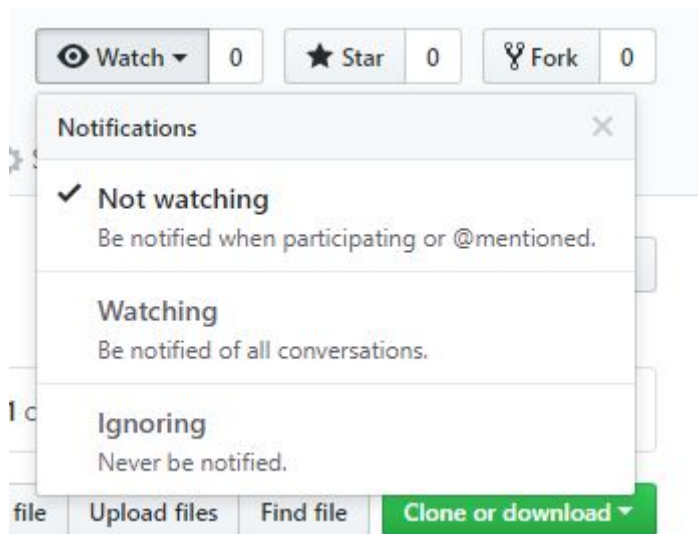 Watch 0 Star 0 Fork 0
Notifications
Not watching
Be notified when participating or @mentioned.
Watching
Be notified of all conversations.
1 c
Ignoring
Never be notified.
file Upload files Find file Clone or download